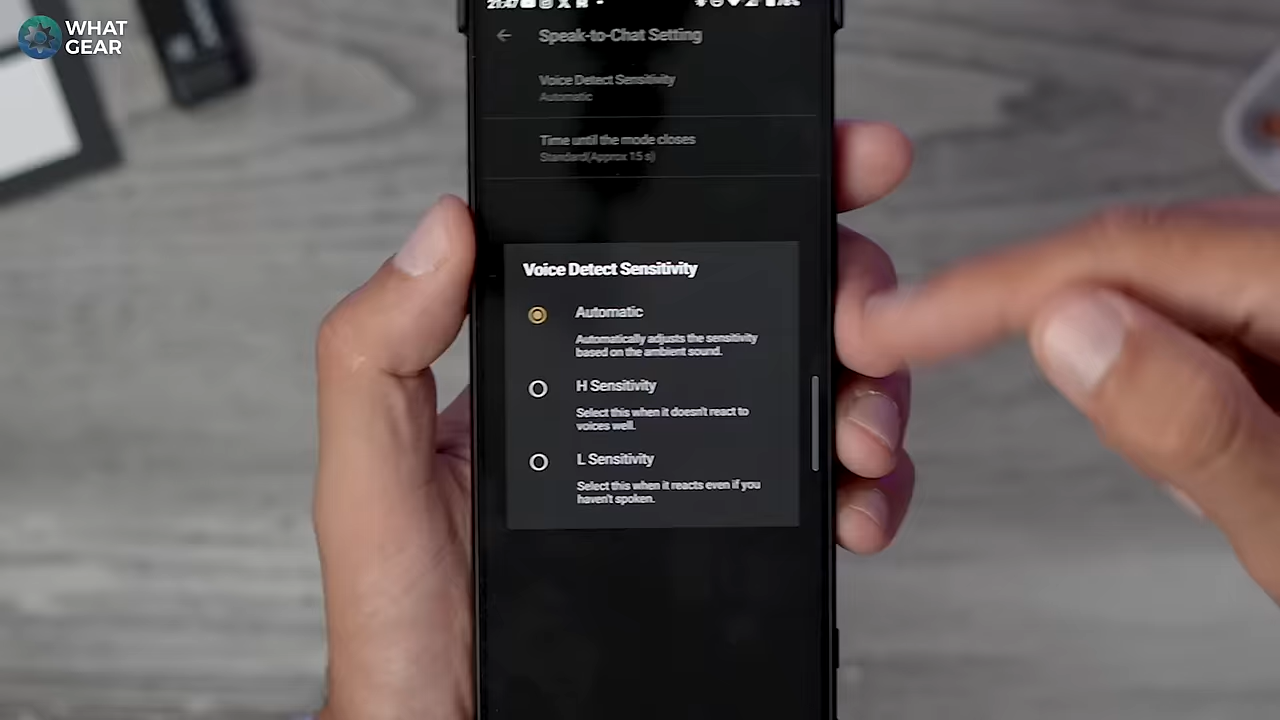 WHAT
GEAR
21:47
Speak-to-Chat Setting
Voice Detect Sensitivity
Automatic
Time until the mode closes
Standard(Approx 15 s)
Voice Detect Sensitivity
Automatic
Automatically adjusts the sensitivity
based on the ambient sound.
H Sensitivity
Select this when it doesn't react to
voices well.
L Sensitivity
Select this when it reacts even if you
haven't spoken.